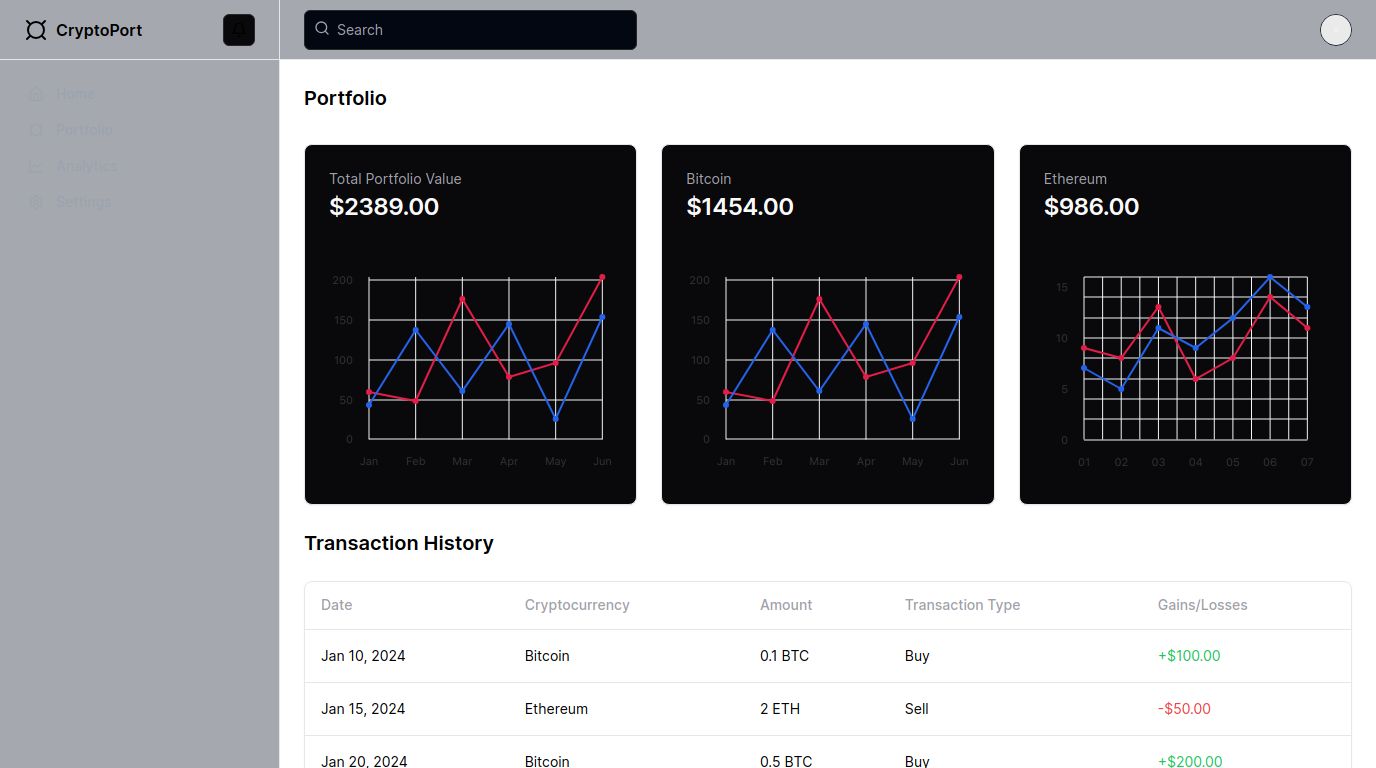 CryptoPort
Search
Home
Portfolio
Analytics
Settings
Portfolio
Total Portfolio Value
$2389.00
200
150
100
50
0
Jan Feb Mar Apr May Jun
Bitcoin
$1454.00
200
150
100
50
0
Jan Feb Mar Apr May Jun
Ethereum
$986.00
15
10
5
0
01 02 03 04 05 06 07
Transaction History
Date Cryptocurrency Amount Transaction Type Gains/Losses
Jan 10, 2024 Bitcoin 0.1 BTC Buy +$100.00
Jan 15, 2024 Ethereum 2 ETH Sell -$50.00
Jan 20, 2024 Bitcoin 0.5 BTC Buy +$200.00